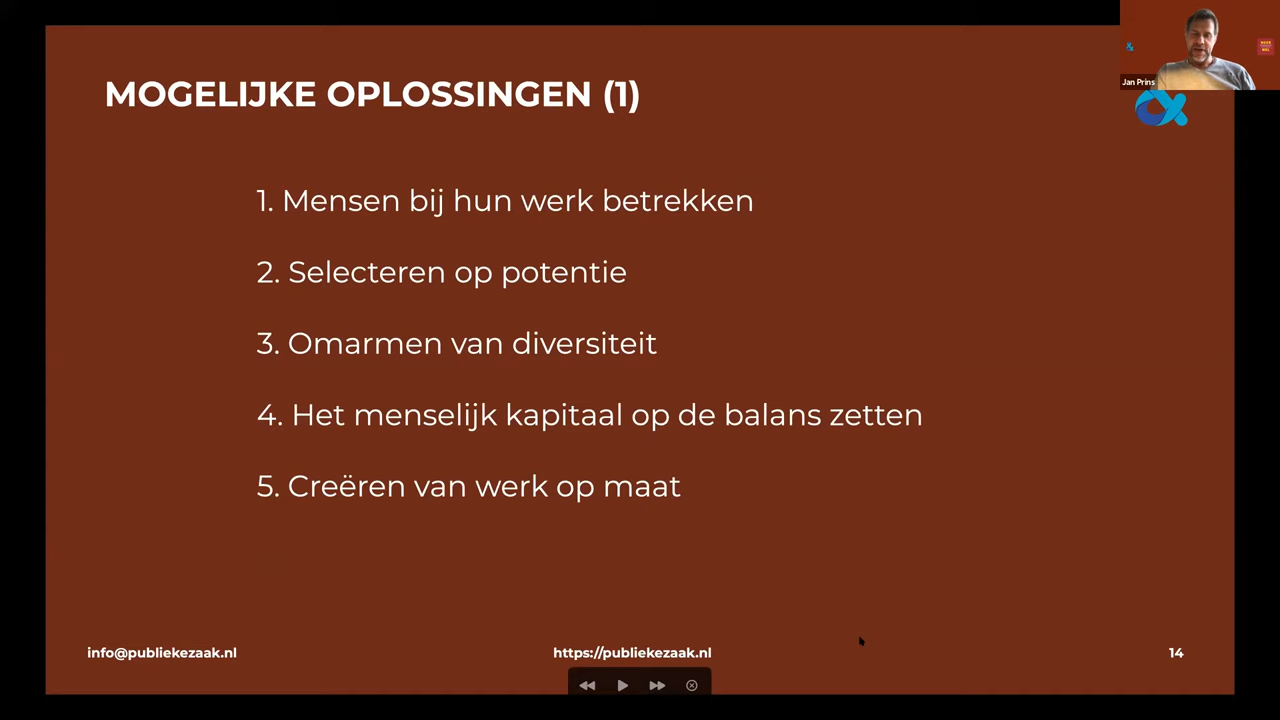 Jan Prins
MOGELIJKE OPLOSSINGEN (1)
1. Mensen bij hun werk betrekken
2. Selecteren op potentie
3. Omarmen van diversiteit
4. Het menselijk kapitaal op de balans zetten
5. Creëren van werk op maat
info@publiekezaak.nl
https://publiekezaak.nl
14